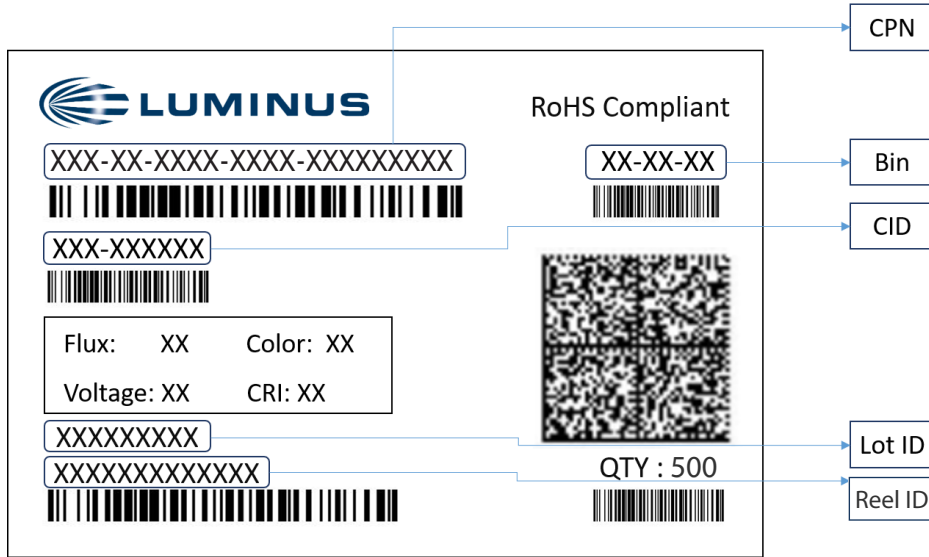 CPN
LUMINUS
RoHS Compliant
XXX-XX-XXXX-XXXX-XXXXXXXXX
XX-XX-XX
Bin
XXX-XXXXXX
CID
Flux: XX Color: XX
Voltage: XX CRI: XX
XXXXXXXXX
Lot ID
XXXXXXXXXXXXX
QTY : 500
Reel ID